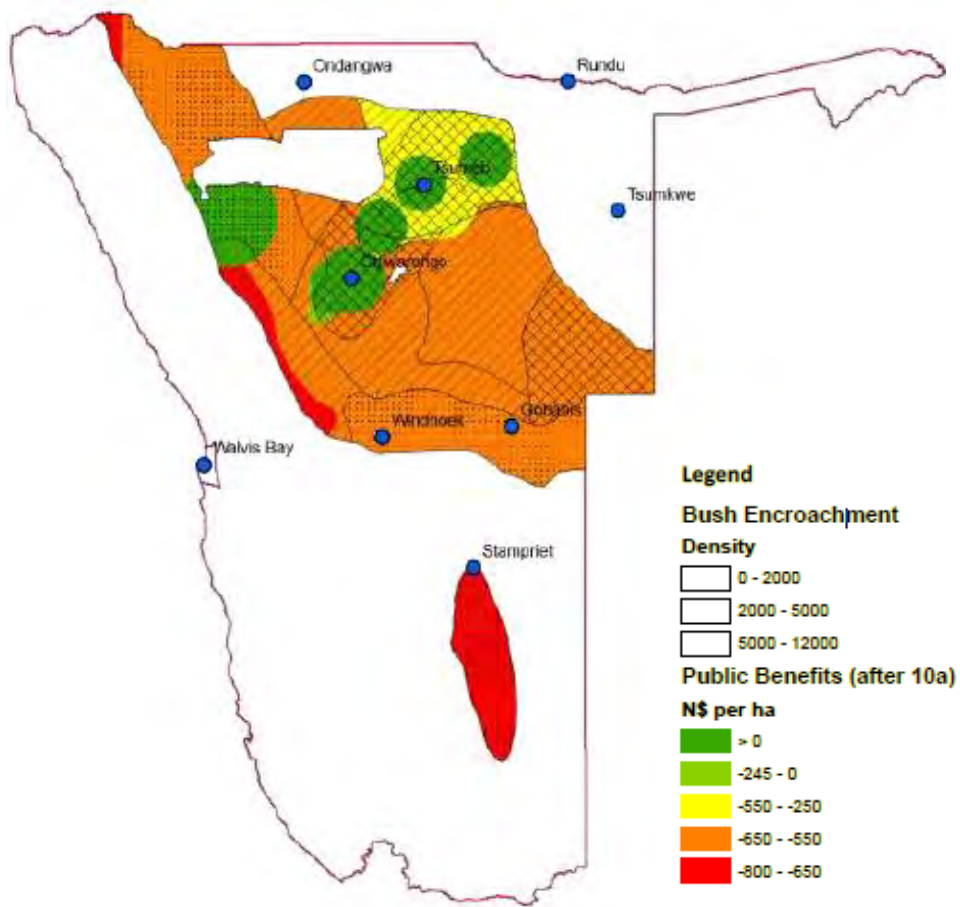 Ondangwa
Rundu
Tsumeb
Tsumkwe
Otjiwarongo
Windhoek
Gobabis
Walvis Bay
Stampriet
Legend
Bush Encroachment
Density
0 - 2000
2000 - 5000
5000 - 12000
Public Benefits (after 10a)
N$ per ha
> 0
-245 - 0
-550 - -250
-650 - -550
-800 - -650